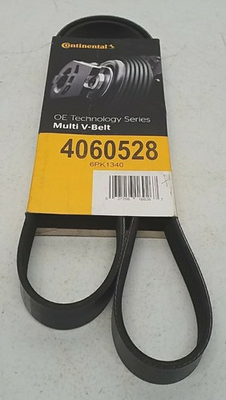 Continental
OE Technology Series
Multi V-Belt
4060528
6PK1340